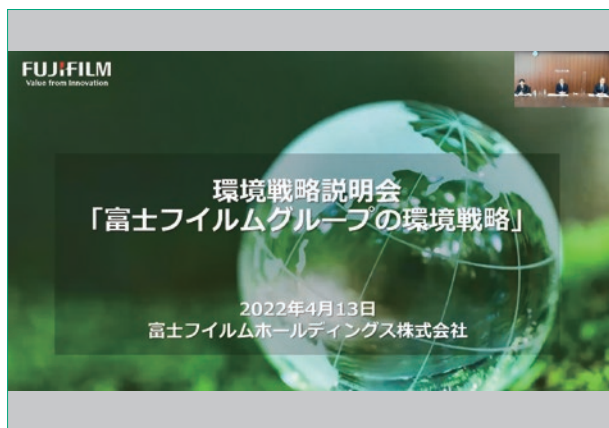 FUJIFILM
Value from Innovation
環境戦略説明会
「富士フイルムグループの環境戦略」
2022年4月13日
富士フイルムホールディングス株式会社